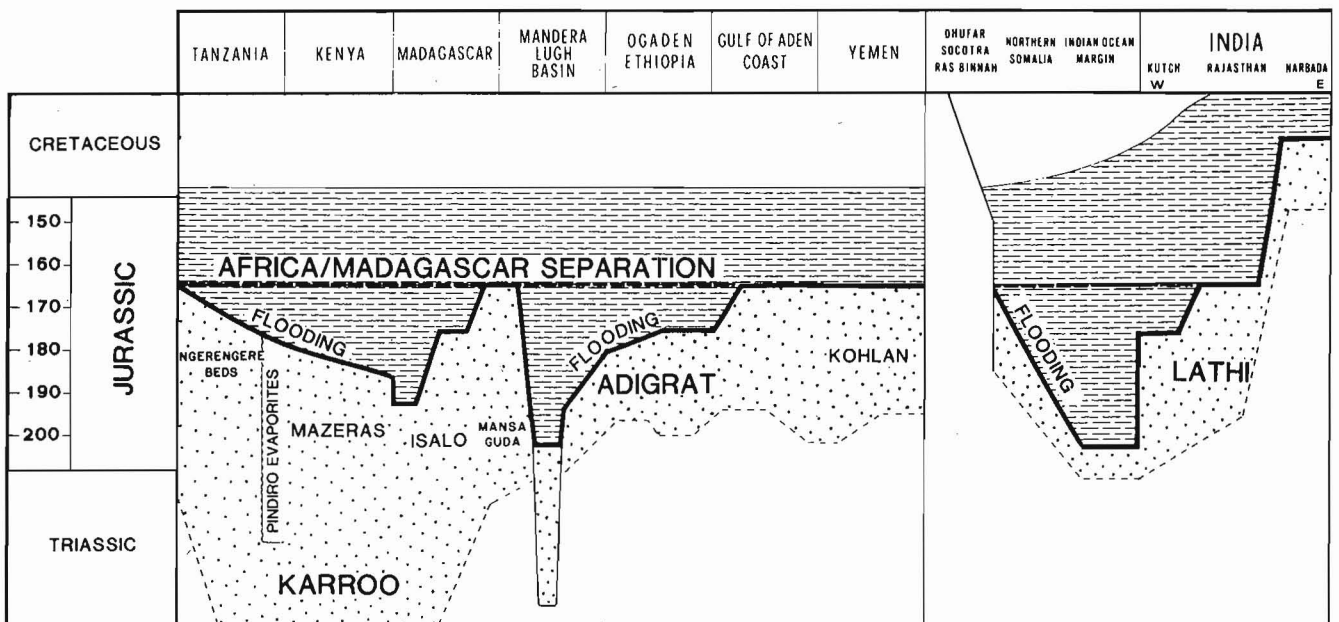 TANZANIA
KENYA
MADAGASCAR
MANDERA
LUGH
BASIN
OGADEN
ETHIOPIA
GULF OF ADEN
COAST
YEMEN
DHUFAR
SOCOTRA
RAS BINNAH
NORTHERN
SOMALIA
INDIAN OCEAN
MARGIN
INDIA
KUTCH
W
RAJASTHAN
NARBADA
E
CRETACEOUS
JURASSIC
TRIASSIC
150
160
170
180
190
200
AFRICA/MADAGASCAR SEPARATION
FLOODING
NGERENGERE
BEDS
PINDIRO EVAPORITES
MAZERAS
ISALO
MANSA
GUDA
FLOODING
ADIGRAT
KOHLAN
KARROO
FLOODING
LATHI